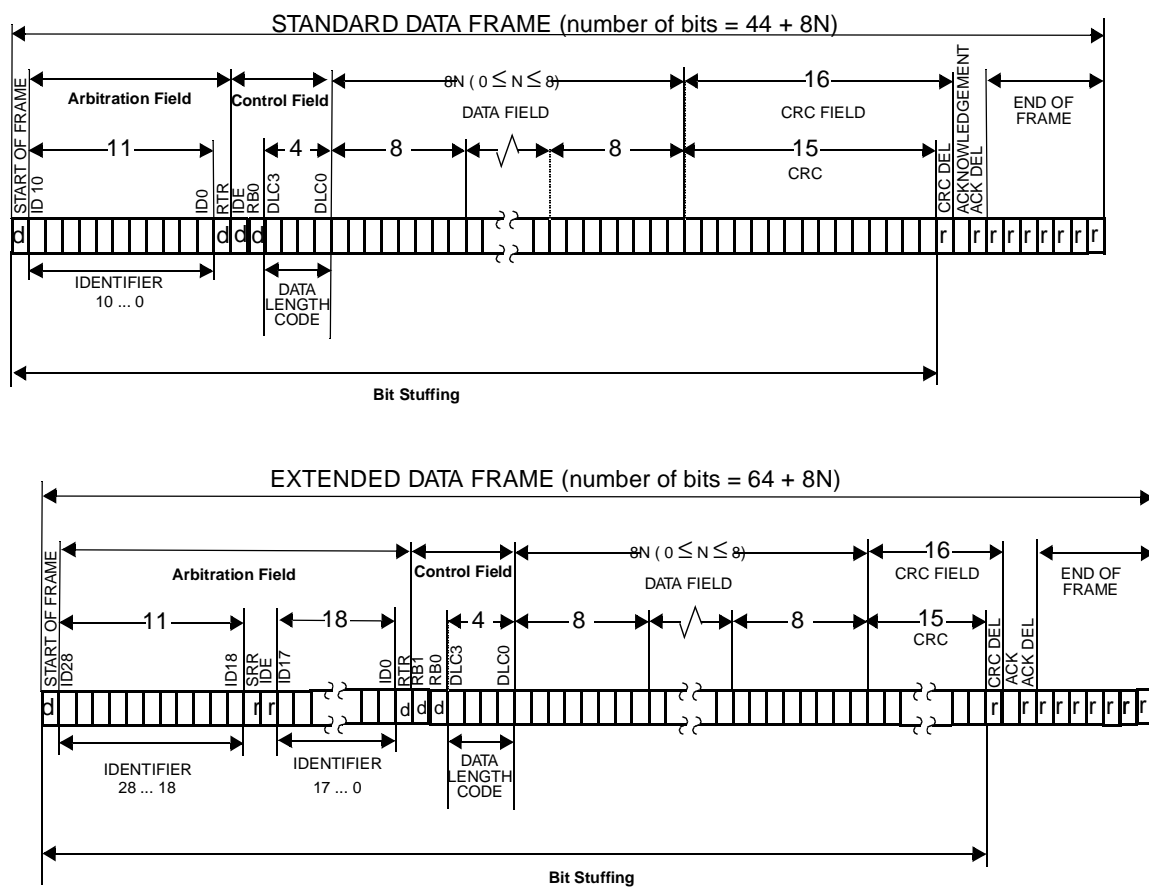 STANDARD DATA FRAME (number of bits = 44 + 8N)
8N ( 0 ≤ N ≤ 8)
16
Arbitration Field
Control Field
DATA FIELD
CRC FIELD
END OF
FRAME
11
4
8
8
15
CRC
START OF FRAME
ID 10
ID0
RTR
IDE
RB0
DLC3
DLC0
CRC DEL
ACKNOWLEDGEMENT
ACK DEL
d d d d r r r r r r r r r
IDENTIFIER
10 ... 0
DATA
LENGTH
CODE
Bit Stuffing
EXTENDED DATA FRAME (number of bits = 64 + 8N)
8N ( 0 ≤ N ≤ 8)
16
Arbitration Field
Control Field
DATA FIELD
CRC FIELD
END OF
FRAME
11
18
4
8
8
15
CRC
START OF FRAME
ID28
ID18
SRR
IDE
ID17
ID0
RTR
RB1
RB0
DLC3
DLC0
CRC DEL
ACK
ACK DEL
d r r d d d r r r r r r r r r
IDENTIFIER
28 ... 18
IDENTIFIER
17 ... 0
DATA
LENGTH
CODE
Bit Stuffing